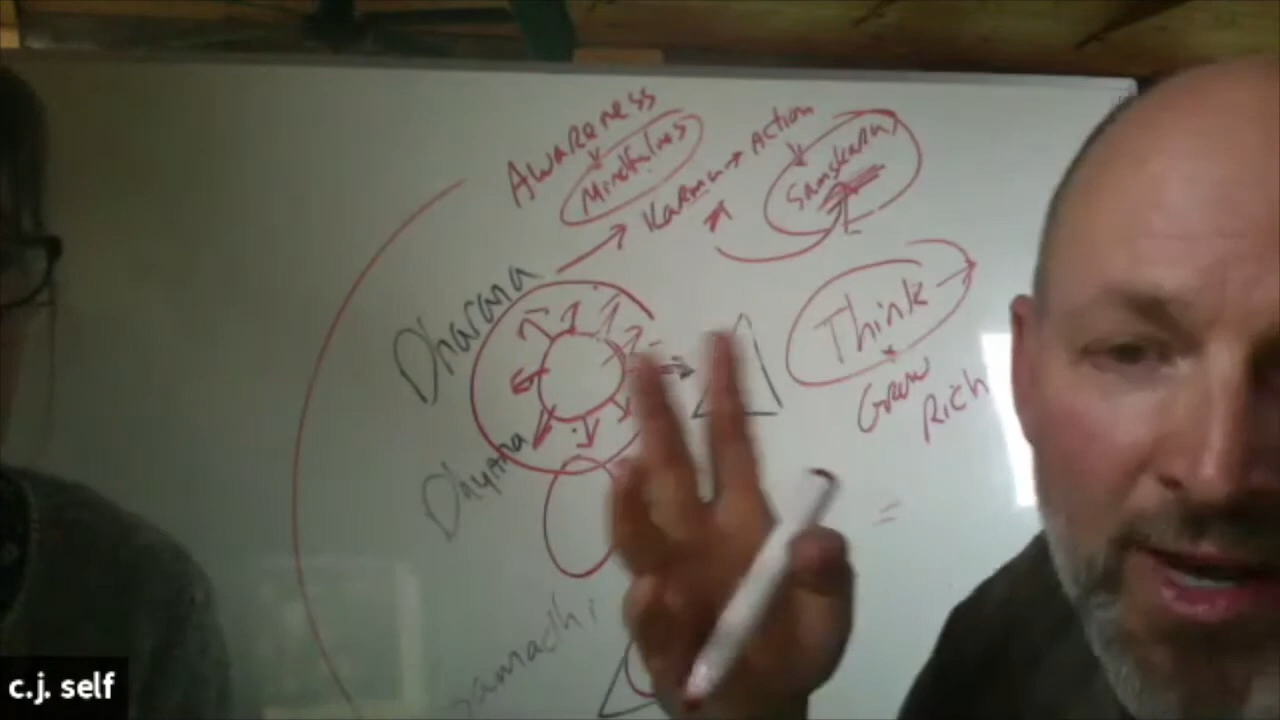 Awareness
Mindfulness
Karma → Action
Samskara
Dharana
Think
Grow
Rich
Dhyana
=
Samadhi
c.j. self